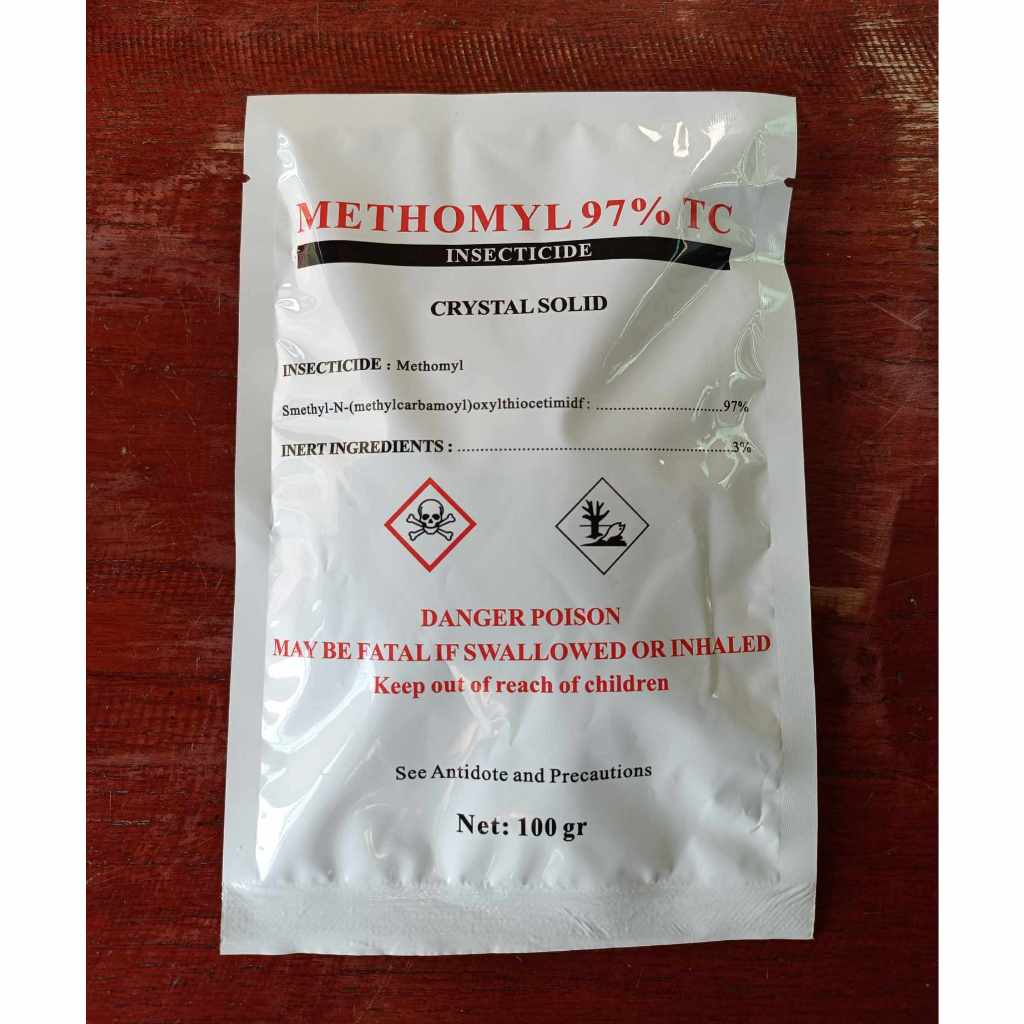 METHOMYL 97% TC
INSECTICIDE
CRYSTAL SOLID
INSECTICIDE : Methomyl
Smethyl-N-(methylcarbamoyl)oxylthiocetimidf: ..............................97%
INERT INGREDIENTS : ..................................................................3%
DANGER POISON
MAY BE FATAL IF SWALLOWED OR INHALED
Keep out of reach of children
See Antidote and Precautions
Net: 100 gr